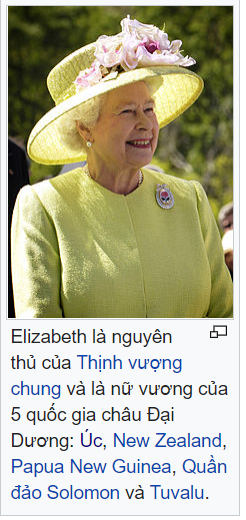 Elizabeth là nguyên
thủ của Thịnh vượng
chung và là nữ vương của
5 quốc gia châu Đại
Dương: Úc, New Zealand,
Papua New Guinea, Quần
đảo Solomon và Tuvalu.